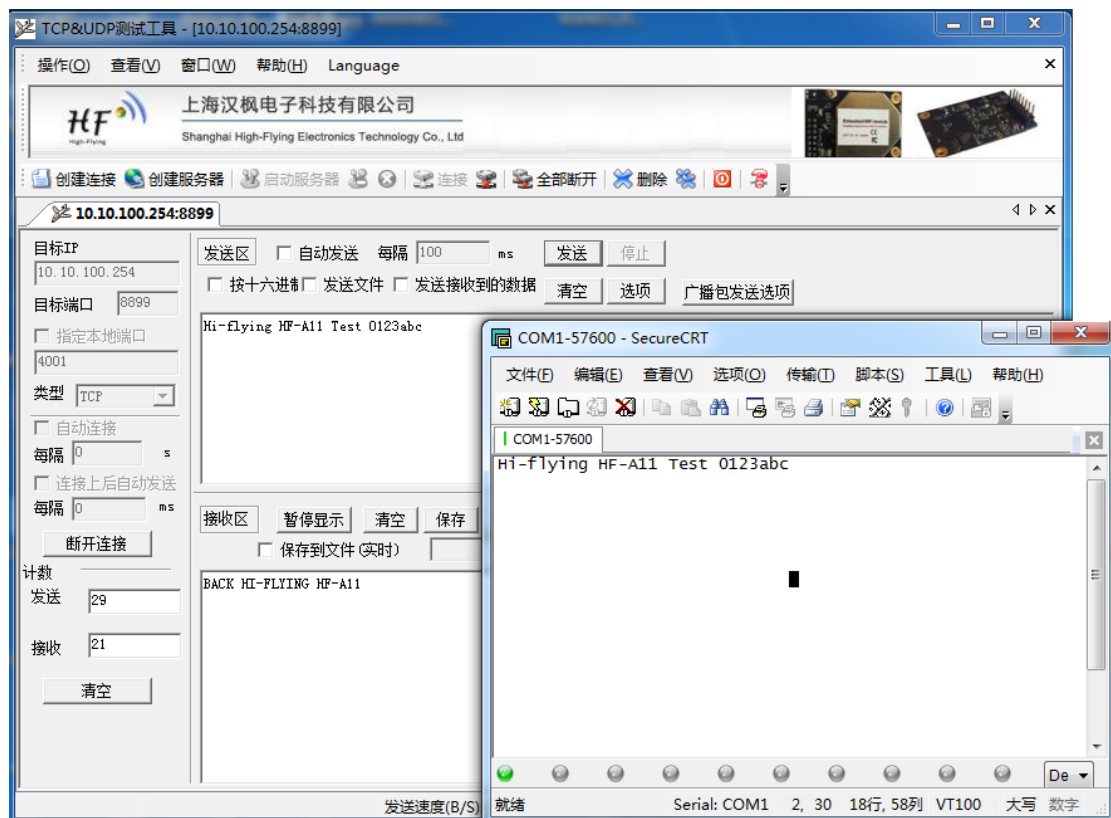 TCP&UDP测试工具 - [10.10.100.254:8899]
操作(O) 查看(V) 窗口(W) 帮助(H) Language
HF
High-Flying
上海汉枫电子科技有限公司
Shanghai High-Flying Electronics Technology Co., Ltd
创建连接 创建服务器 启动服务器 连接 全部断开 删除
10.10.100.254:8899
目标IP
10.10.100.254
目标端口 8899
指定本地端口
4001
类型 TCP
自动连接
每隔 0 s
连接上后自动发送
每隔 0 ms
断开连接
计数
发送 29
接收 21
清空
发送区 自动发送 每隔 100 ms 发送 停止
按十六进制 发送文件 发送接收到的数据 清空 选项 广播包发送选项
Hi-flying HF-A11 Test 0123abc
接收区 暂停显示 清空 保存
保存到文件(实时)
BACK HI-FLYING HF-A11
发送速度(B/S)
COM1-57600 - SecureCRT
文件(F) 编辑(E) 查看(V) 选项(O) 传输(T) 脚本(S) 工具(L) 帮助(H)
COM1-57600
Hi-flying HF-A11 Test 0123abc
De
就绪 Serial: COM1 2, 30 18行, 58列 VT100 大写 数字